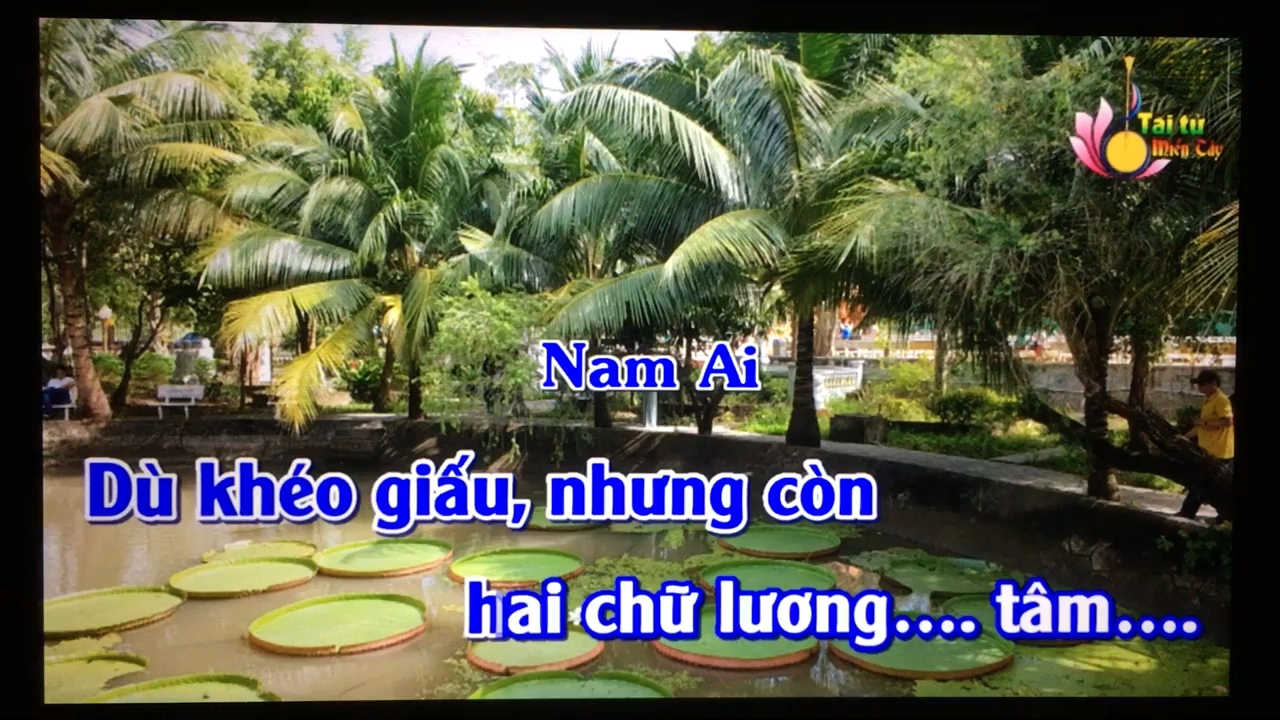 Tài tử
Miền Tây
Nam Ai
Dù khéo giấu, nhưng còn
hai chữ lương.... tâm....